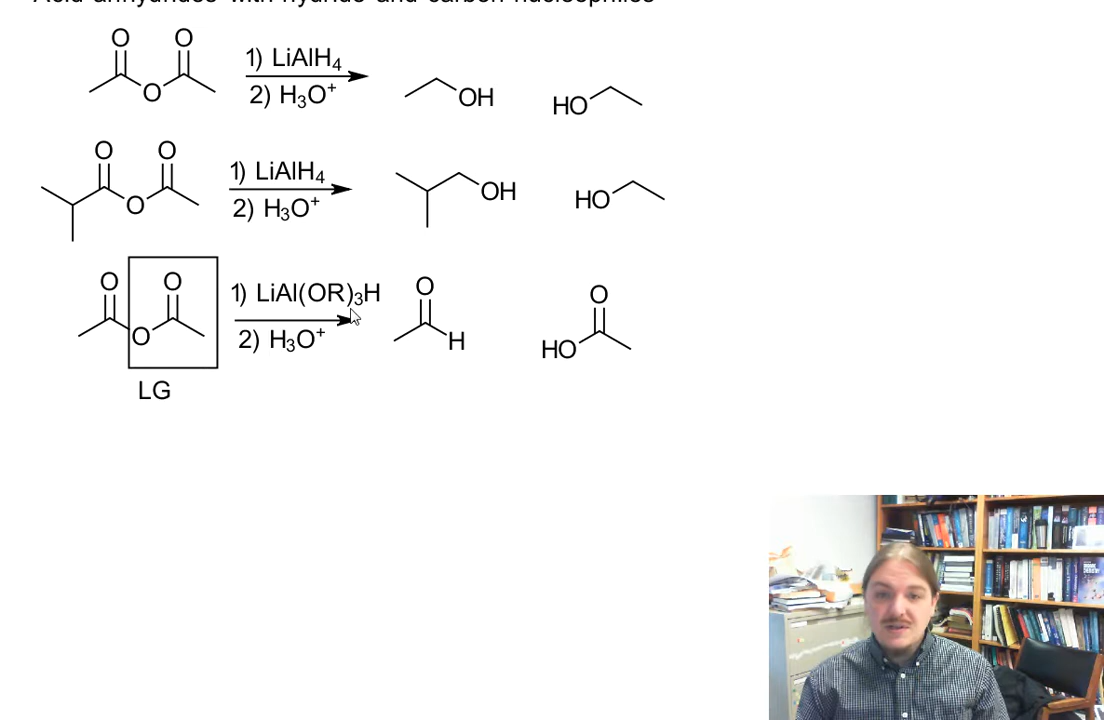 Acid anhydrides with hydride and carbon nucleophiles
O O
O
1) LiAlH4
2) H3O+
OH
HO
O O
O
1) LiAlH4
2) H3O+
OH
HO
O O
O
LG
1) LiAl(OR)3H
2) H3O+
O
H
O
HO